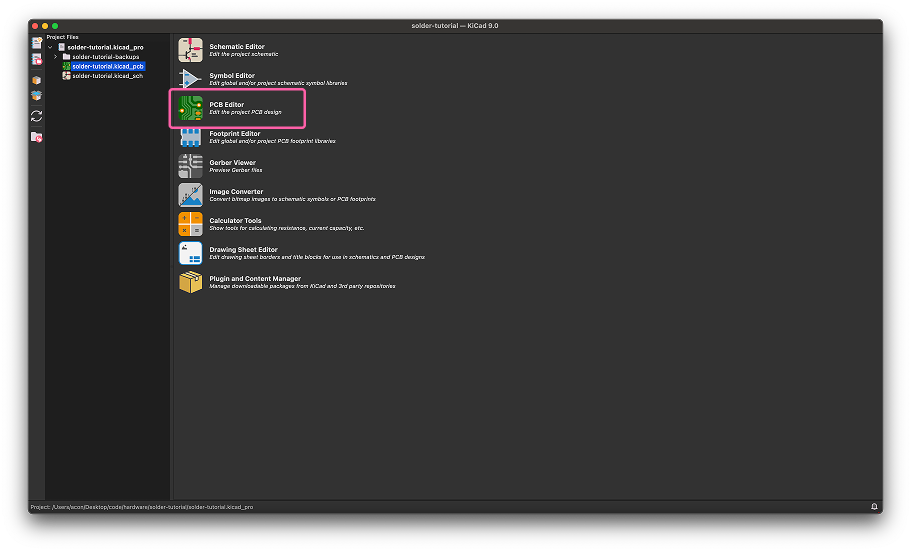 solder-tutorial — KiCad 9.0
Project Files
solder-tutorial.kicad_pro
solder-tutorial-backups
solder-tutorial.kicad_pcb
solder-tutorial.kicad_sch
Schematic Editor
Edit the project schematic
Symbol Editor
Edit global and/or project schematic symbol libraries
PCB Editor
Edit the project PCB design
Footprint Editor
Edit global and/or project PCB footprint libraries
Gerber Viewer
Preview Gerber files
Image Converter
Convert bitmap images to schematic symbols or PCB footprints
Calculator Tools
Show tools for calculating resistance, current capacity, etc.
Drawing Sheet Editor
Edit drawing sheet borders and title blocks for use in schematics and PCB designs
Plugin and Content Manager
Manage downloadable packages from KiCad and 3rd party repositories
Project: /Users/acon/Desktop/code/hardware/solder-tutorial/solder-tutorial.kicad_pro